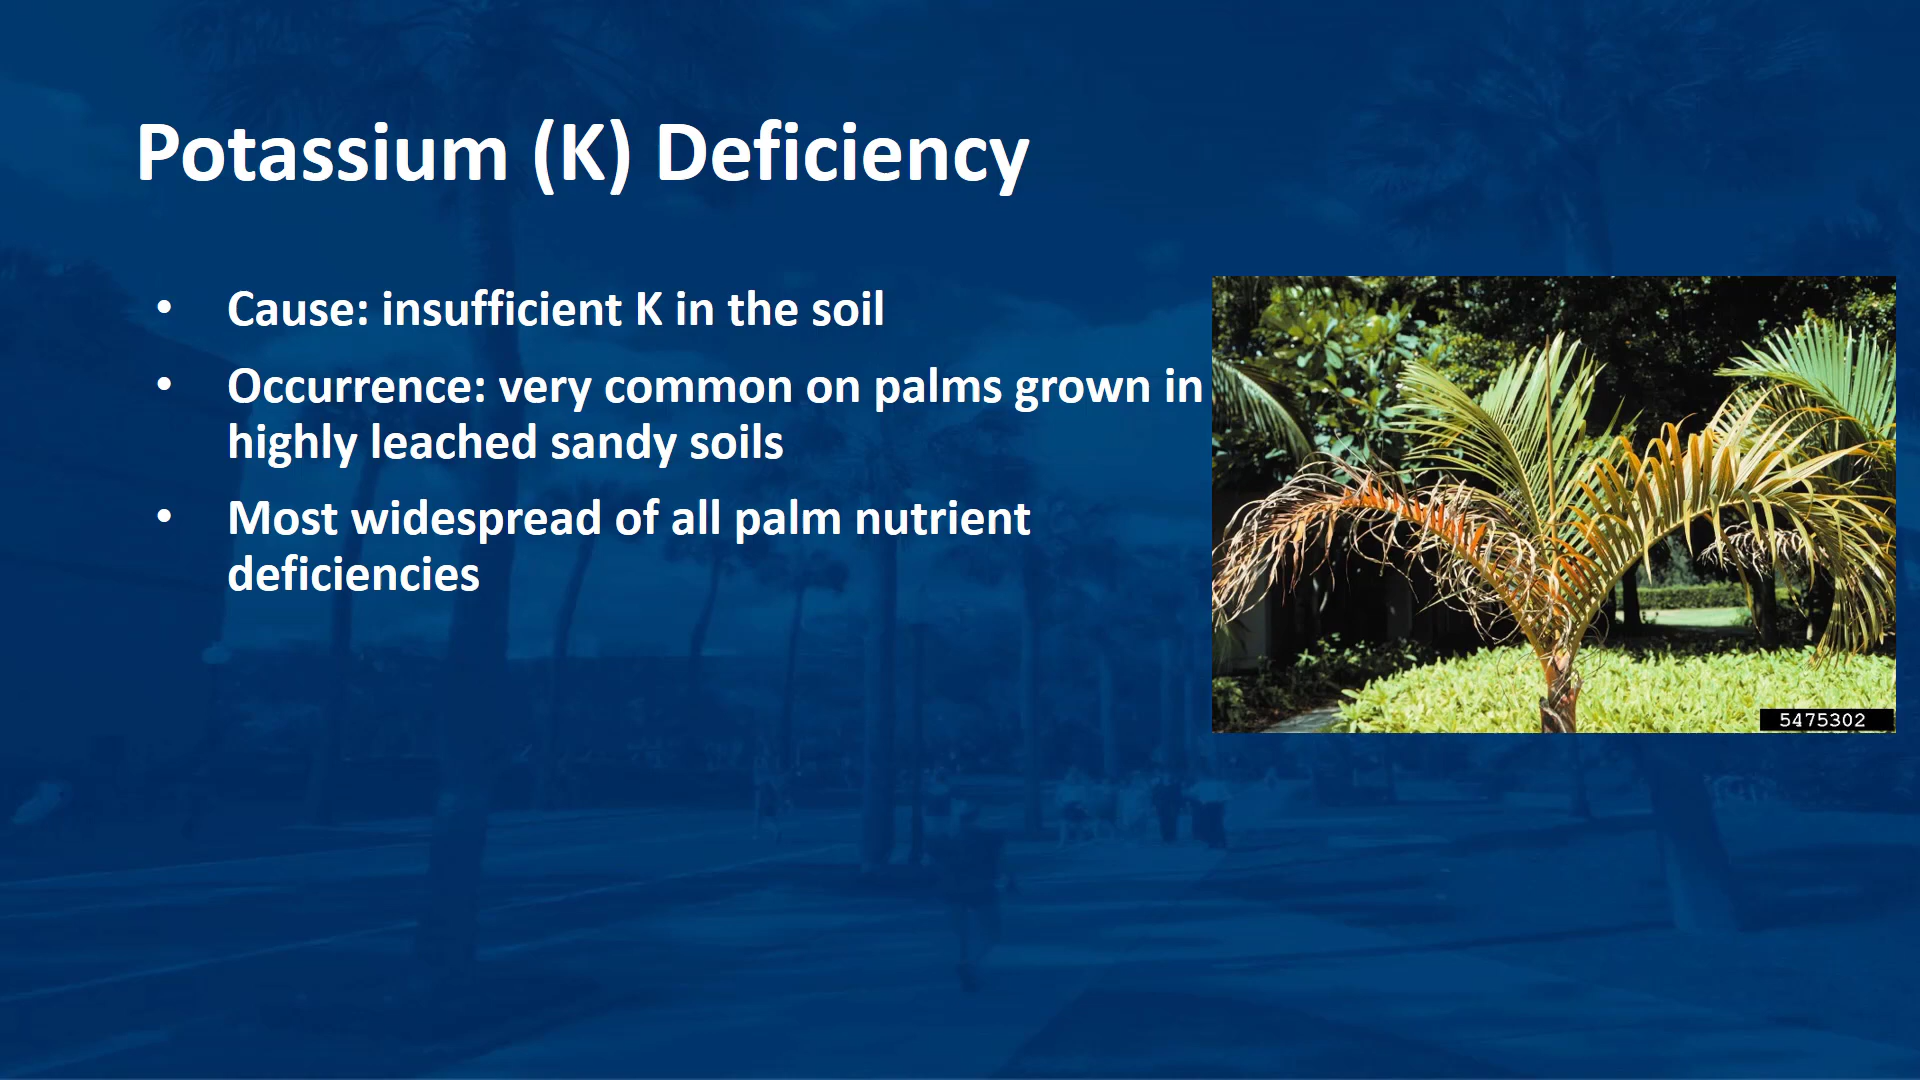 Potassium (K) Deficiency
• Cause: insufficient K in the soil
• Occurrence: very common on palms grown in
highly leached sandy soils
• Most widespread of all palm nutrient
deficiencies
5475302